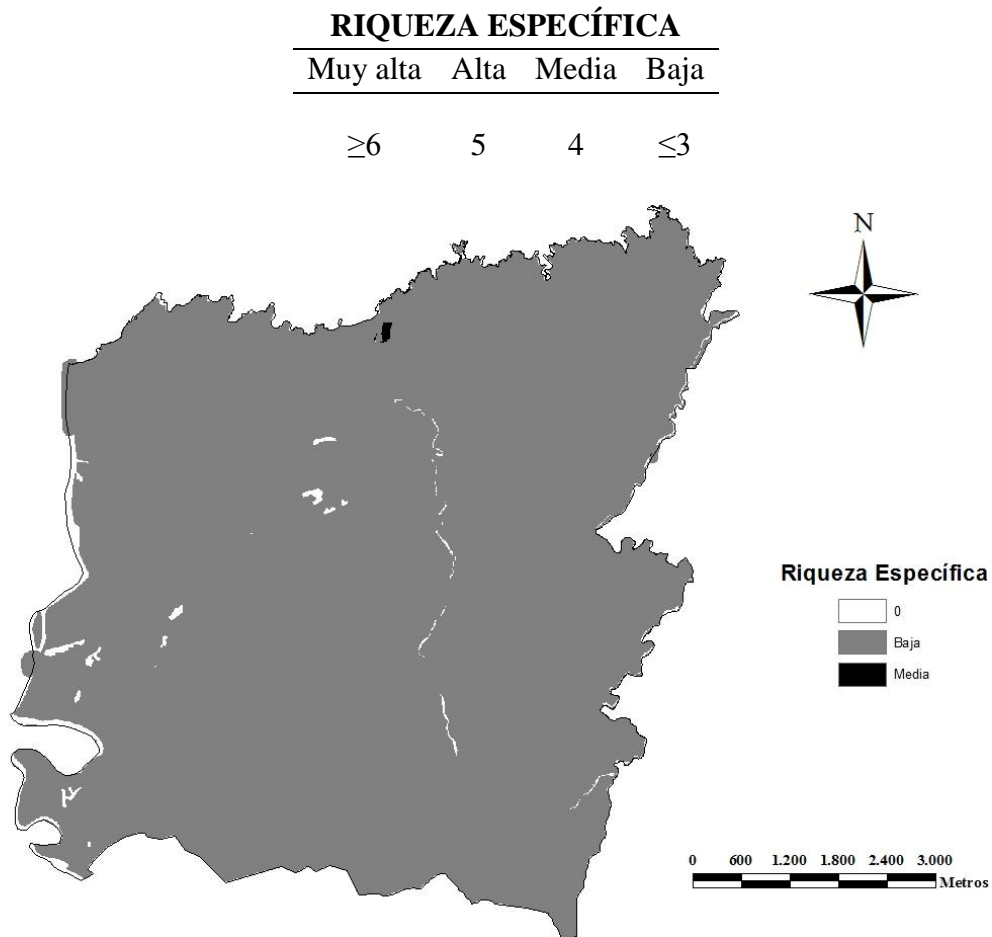 RIQUEZA ESPECÍFICA
Muy alta Alta Media Baja
≥6 5 4 ≤3
N
Riqueza Específica
0
Baja
Media
0 600 1.200 1.800 2.400 3.000
Metros